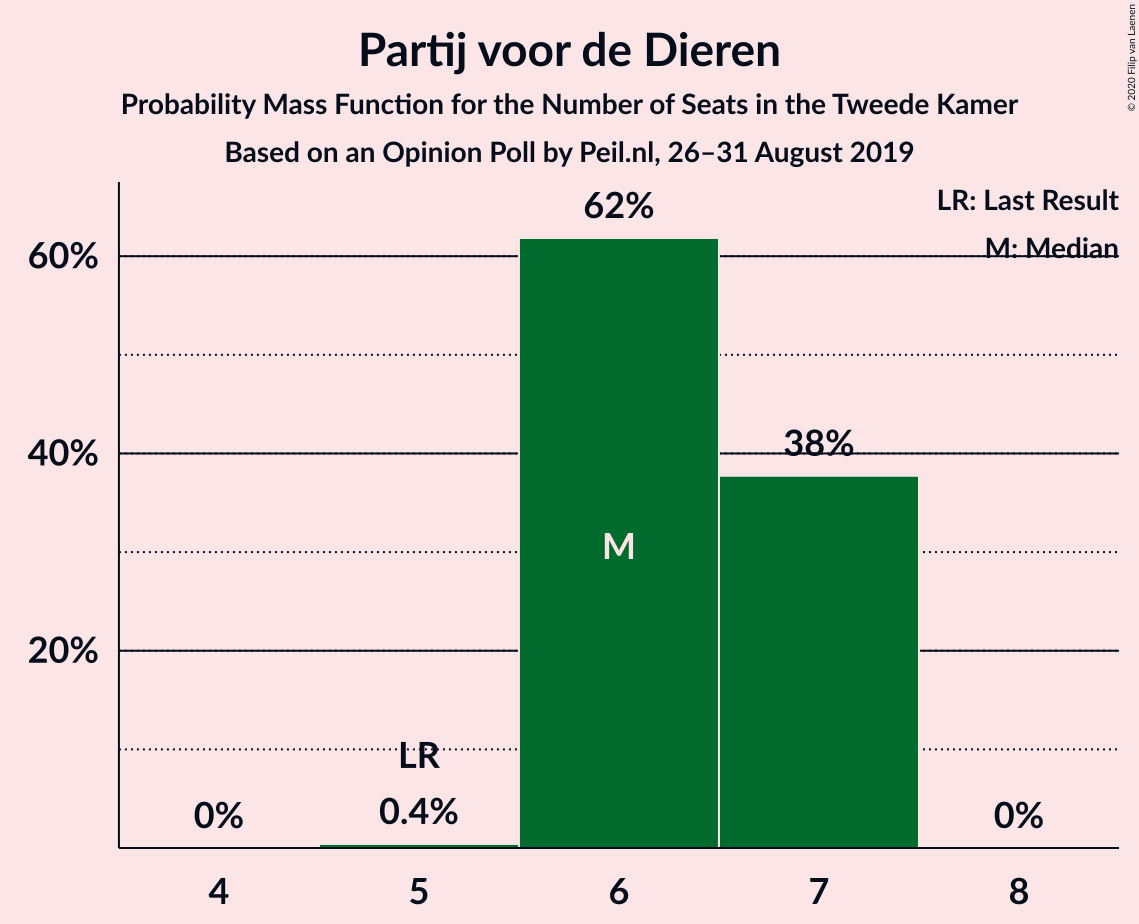 Partij voor de Dieren
Probability Mass Function for the Number of Seats in the Tweede Kamer
Based on an Opinion Poll by Peil.nl, 26–31 August 2019
© 2020 Filip van Laenen
LR: Last Result
M: Median
62%
60%
38%
40%
M
20%
LR
0%
0.4%
0%
4
5
6
7
8